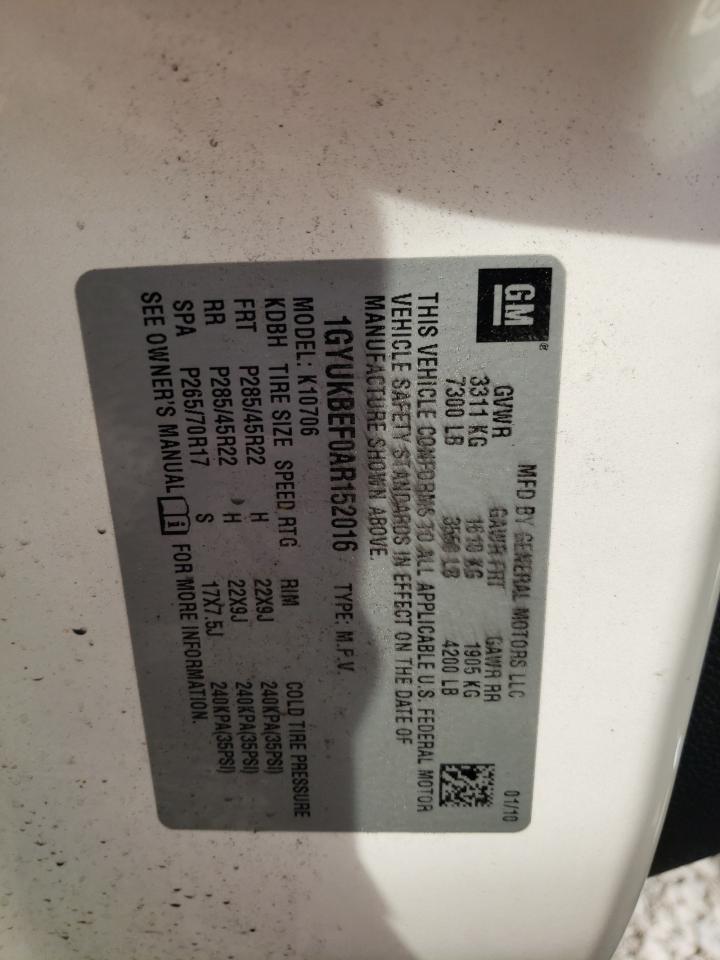 GM
MFD BY GENERAL MOTORS LLC 01/10
GVWR GAWR FRT GAWR RR
3311 KG 1610 KG 1905 KG
7300 LB 3550 LB 4200 LB
THIS VEHICLE CONFORMS TO ALL APPLICABLE U.S. FEDERAL MOTOR
VEHICLE SAFETY STANDARDS IN EFFECT ON THE DATE OF
MANUFACTURE SHOWN ABOVE.
1GYUKBEF0AR152016 TYPE: M.P.V.
MODEL: K10706
KDBH TIRE SIZE SPEED RTG RIM COLD TIRE PRESSURE
FRT P285/45R22 H 22X9J 240KPA(35PSI)
RR P285/45R22 H 22X9J 240KPA(35PSI)
SPA P265/70R17 S 17X7.5J 240KPA(35PSI)
SEE OWNER'S MANUAL FOR MORE INFORMATION.